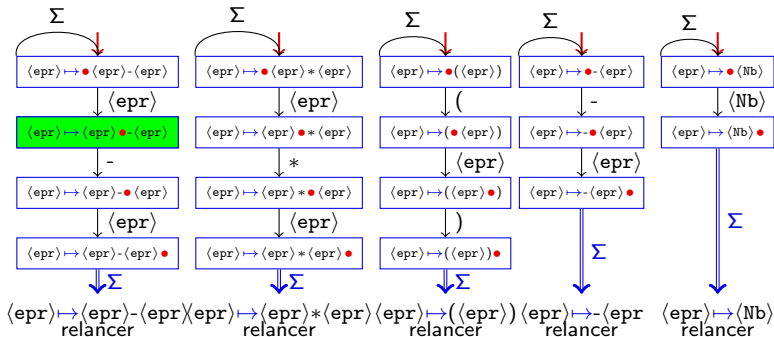 Σ Σ Σ Σ Σ
⟨epr⟩↦●⟨epr⟩-⟨epr⟩ ⟨epr⟩↦●⟨epr⟩*⟨epr⟩ ⟨epr⟩↦●(⟨epr⟩) ⟨epr⟩↦●-⟨epr⟩ ⟨epr⟩↦●⟨Nb⟩
⟨epr⟩ ⟨epr⟩ ( - ⟨Nb⟩
⟨epr⟩↦⟨epr⟩●-⟨epr⟩ ⟨epr⟩↦⟨epr⟩●*⟨epr⟩ ⟨epr⟩↦(●⟨epr⟩) ⟨epr⟩↦-●⟨epr⟩ ⟨epr⟩↦⟨Nb⟩●
- * ⟨epr⟩ ⟨epr⟩
⟨epr⟩↦⟨epr⟩-●⟨epr⟩ ⟨epr⟩↦⟨epr⟩*●⟨epr⟩ ⟨epr⟩↦(⟨epr⟩●) ⟨epr⟩↦-⟨epr⟩●
⟨epr⟩ ⟨epr⟩ ) Σ
⟨epr⟩↦⟨epr⟩-⟨epr⟩● ⟨epr⟩↦⟨epr⟩*⟨epr⟩● ⟨epr⟩↦(⟨epr⟩)● Σ
Σ Σ Σ
⟨epr⟩↦⟨epr⟩-⟨epr⟩ ⟨epr⟩↦⟨epr⟩*⟨epr⟩ ⟨epr⟩↦(⟨epr⟩) ⟨epr⟩↦-⟨epr ⟨epr⟩↦⟨Nb⟩
relancer relancer relancer relancer relancer